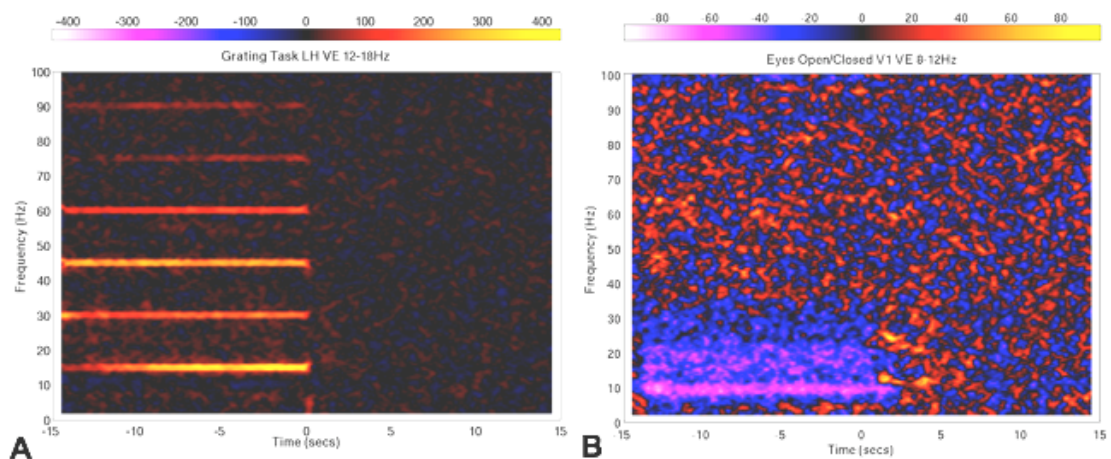 -400 -300 -200 -100 0 100 200 300 400
Grating Task LH VE 12-18Hz
100
90
80
70
60
50
40
30
20
10
0
Frequency (Hz)
-15 -10 -5 0 5 10 15
Time (secs)
A
-80 -60 -40 -20 0 20 40 60 80
Eyes Open/Closed V1 VE 8-12Hz
100
90
80
70
60
50
40
30
20
10
0
Frequency (Hz)
-15 -10 -5 0 5 10 15
Time (secs)
B